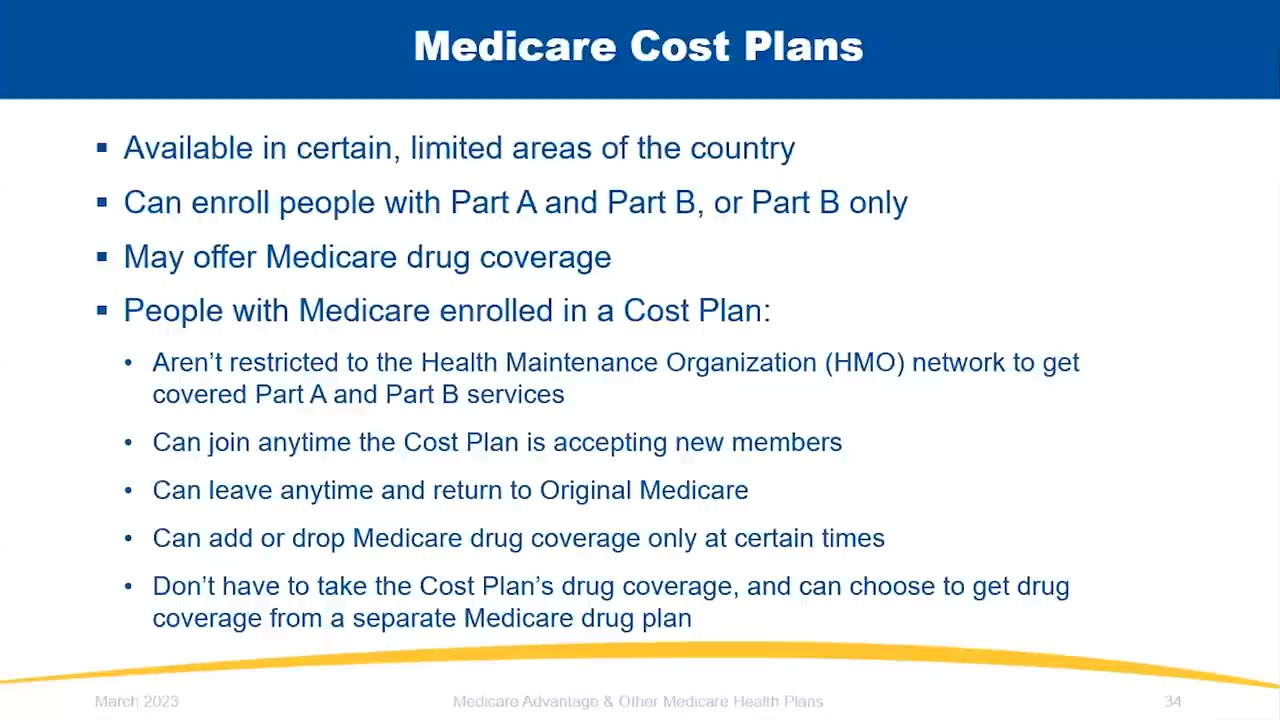 Medicare Cost Plans
▪ Available in certain, limited areas of the country
▪ Can enroll people with Part A and Part B, or Part B only
▪ May offer Medicare drug coverage
▪ People with Medicare enrolled in a Cost Plan:
• Aren’t restricted to the Health Maintenance Organization (HMO) network to get
covered Part A and Part B services
• Can join anytime the Cost Plan is accepting new members
• Can leave anytime and return to Original Medicare
• Can add or drop Medicare drug coverage only at certain times
• Don’t have to take the Cost Plan’s drug coverage, and can choose to get drug
coverage from a separate Medicare drug plan
March 2023
Medicare Advantage & Other Medicare Health Plans
34